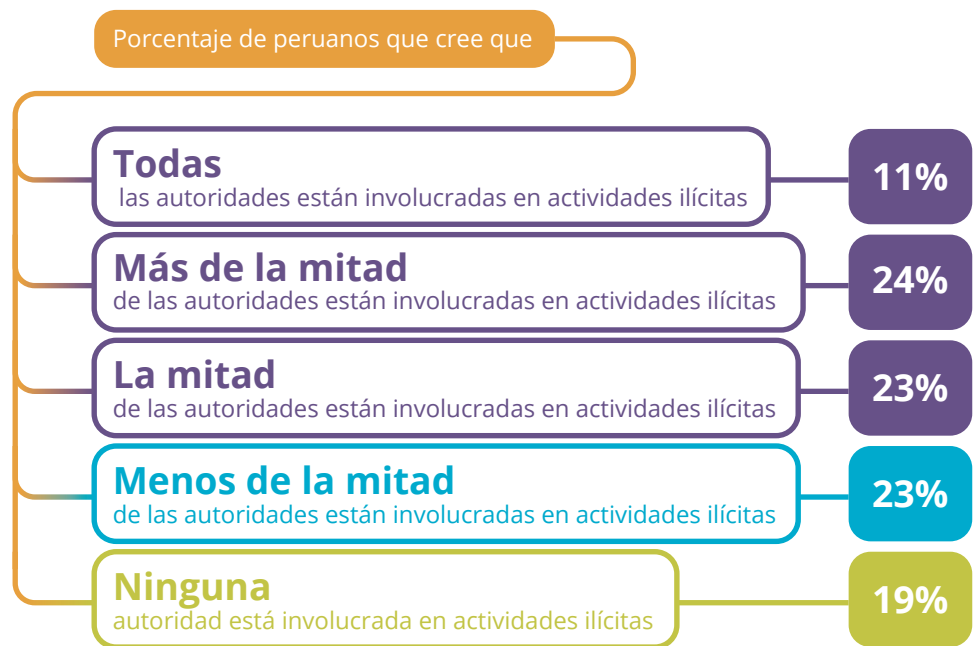 Porcentaje de peruanos que cree que
Todas
las autoridades están involucradas en actividades ilícitas
11%
Más de la mitad
de las autoridades están involucradas en actividades ilícitas
24%
La mitad
de las autoridades están involucradas en actividades ilícitas
23%
Menos de la mitad
de las autoridades están involucradas en actividades ilícitas
23%
Ninguna
autoridad está involucrada en actividades ilícitas
19%